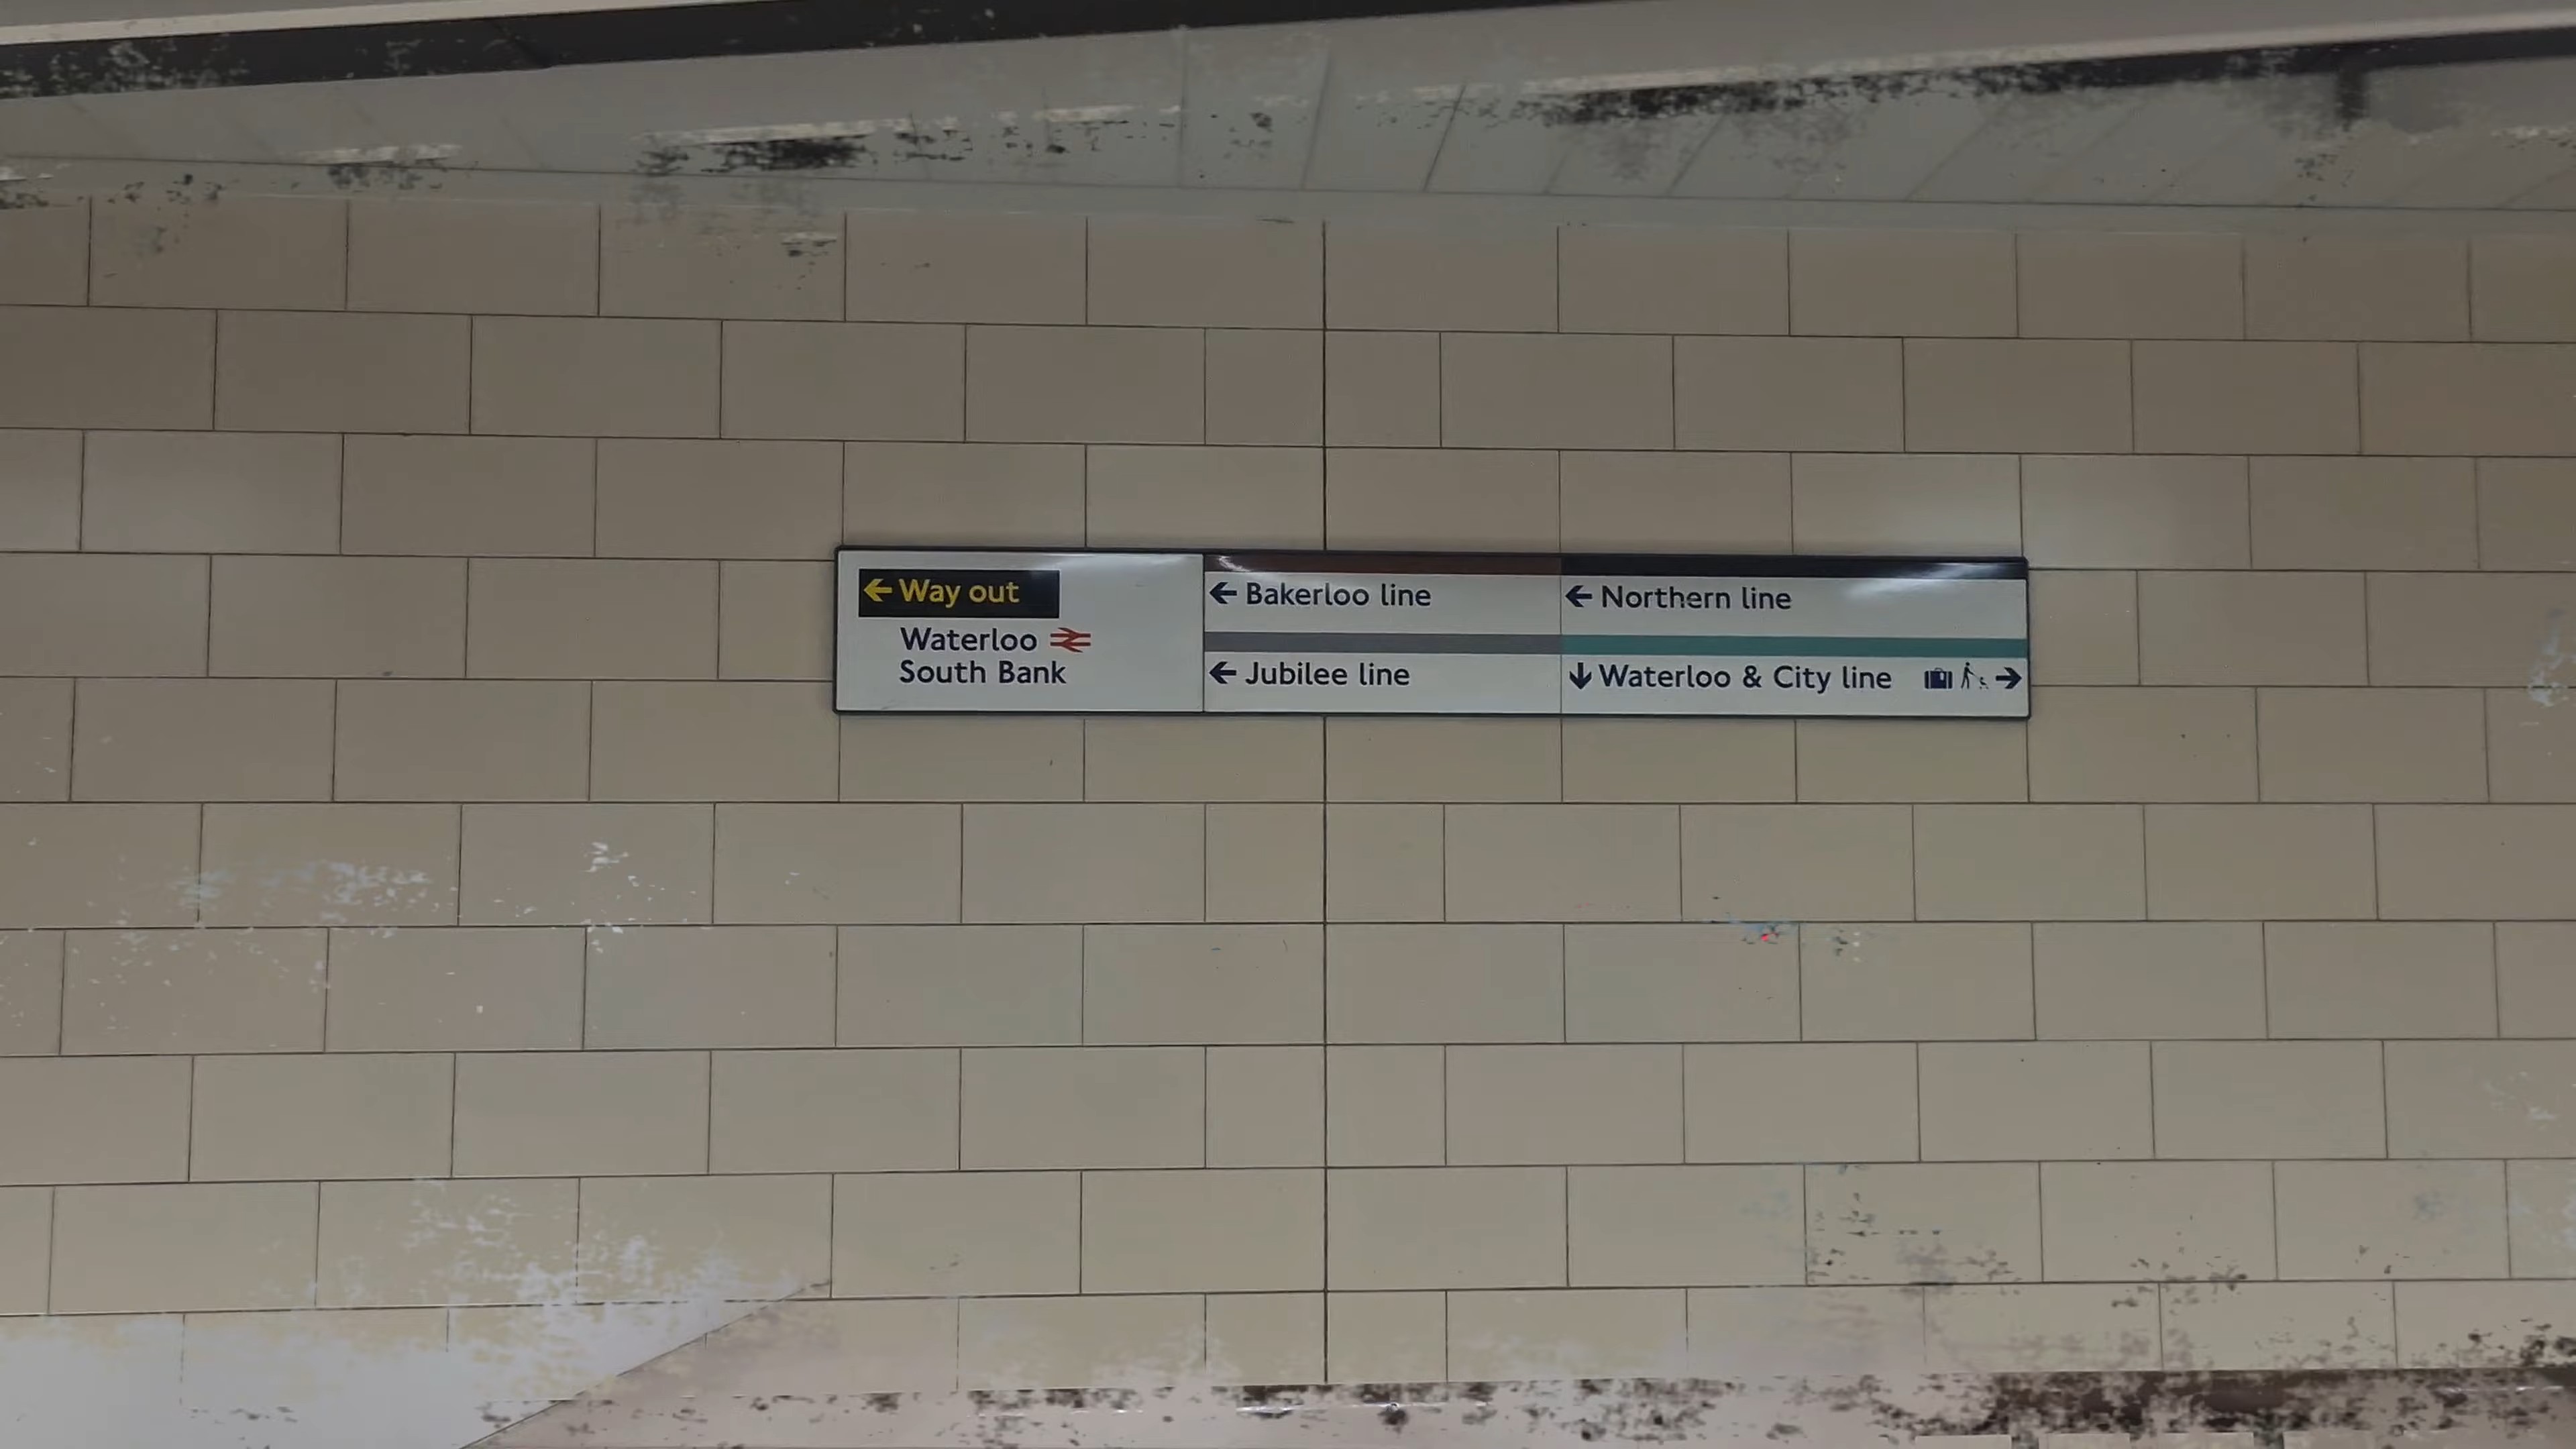 ← Way out
Waterloo
South Bank
← Bakerloo line
← Jubilee line
← Northern line
↓ Waterloo & City line →